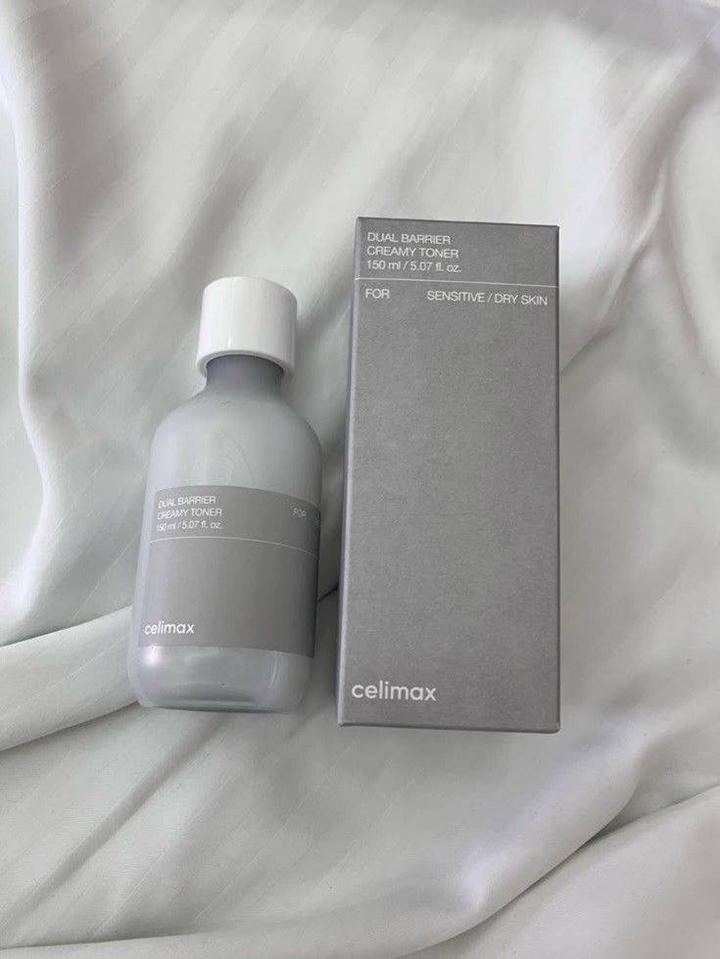 DUAL BARRIER
CREAMY TONER
150 ml / 5.07 fl. oz.
FOR SENSITIVE / DRY SKIN
celimax
DUAL BARRIER
CREAMY TONER
150 ml / 5.07 fl. oz.
FOR
celimax